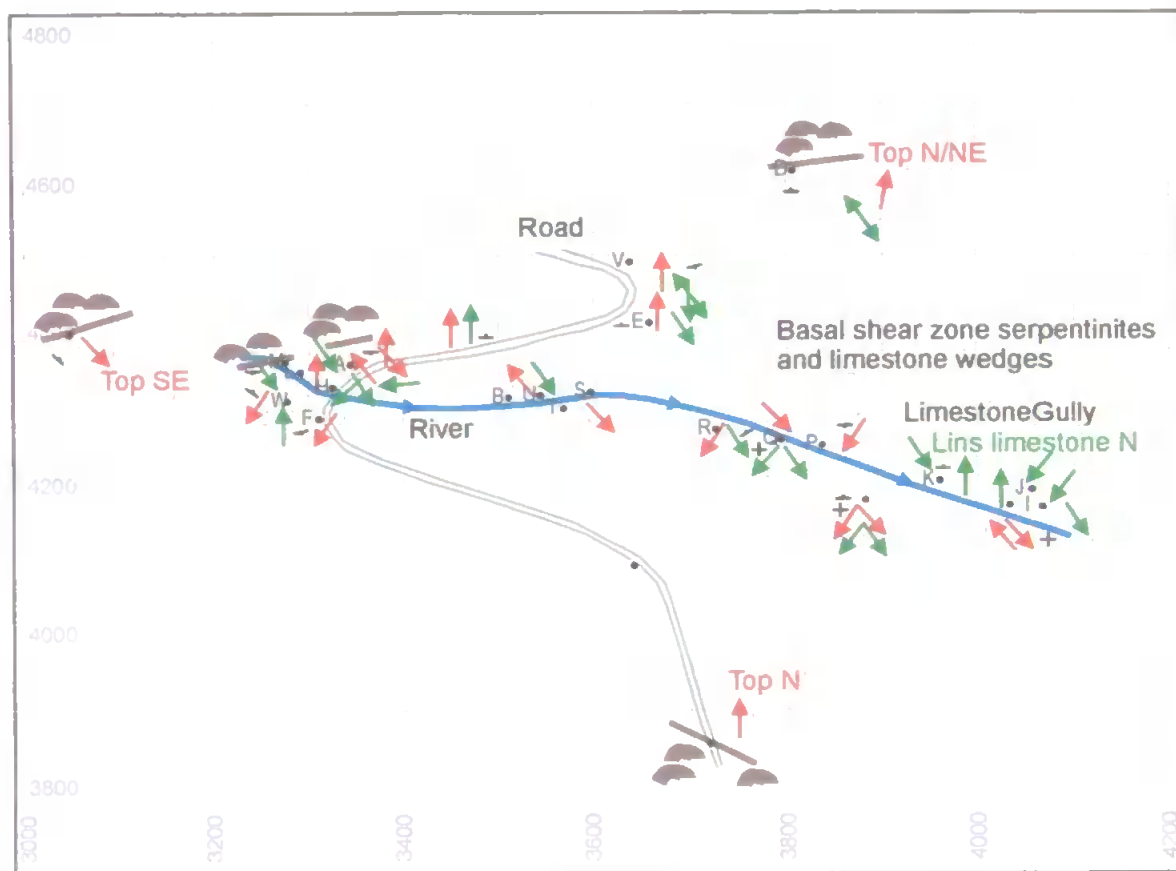 4800
Top N/NE
B
4600
Road
V
E
Basal shear zone serpentinites
and limestone wedges
Top SE
A
H
W
F
B
U
S
T
River
R
Q
P
LimestoneGully
Lins limestone N
K
J
I
4200
4000
Top N
3800
3000
3200
3400
3600
3800
4000
4200